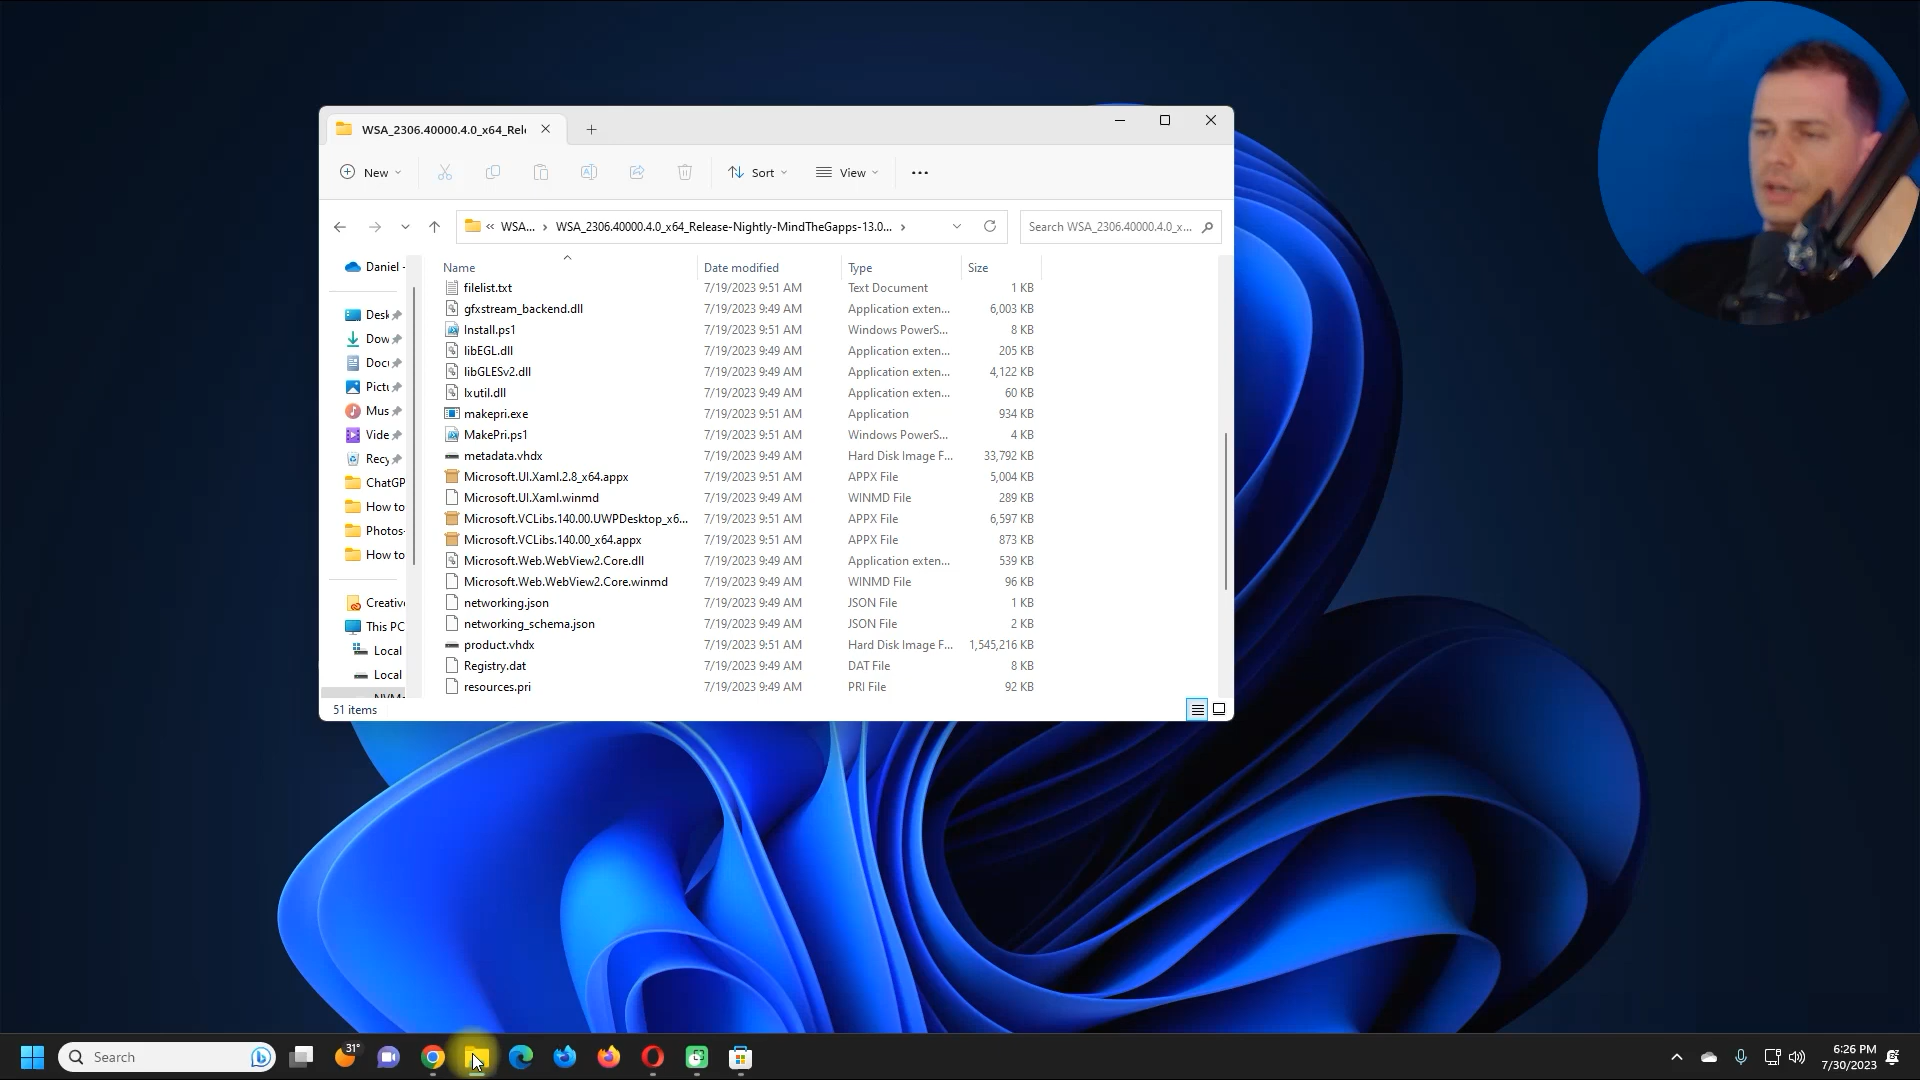 WSA_2306.40000.4.0_x64_Rele
New
Sort
View
« WSA... > WSA_2306.40000.4.0_x64_Release-Nightly-MindTheGapps-13.0... >
Search WSA_2306.40000.4.0_x...
Name Date modified Type Size
filelist.txt 7/19/2023 9:51 AM Text Document 1 KB
gfxstream_backend.dll 7/19/2023 9:49 AM Application exten... 6,003 KB
Install.ps1 7/19/2023 9:51 AM Windows PowerS... 8 KB
libEGL.dll 7/19/2023 9:49 AM Application exten... 205 KB
libGLESv2.dll 7/19/2023 9:49 AM Application exten... 4,122 KB
lxutil.dll 7/19/2023 9:49 AM Application exten... 60 KB
makepri.exe 7/19/2023 9:51 AM Application 934 KB
MakePri.ps1 7/19/2023 9:51 AM Windows PowerS... 4 KB
metadata.vhdx 7/19/2023 9:49 AM Hard Disk Image F... 33,792 KB
Microsoft.UI.Xaml.2.8_x64.appx 7/19/2023 9:51 AM APPX File 5,004 KB
Microsoft.UI.Xaml.winmd 7/19/2023 9:49 AM WINMD File 289 KB
Microsoft.VCLibs.140.00.UWPDesktop_x6... 7/19/2023 9:51 AM APPX File 6,597 KB
Microsoft.VCLibs.140.00_x64.appx 7/19/2023 9:51 AM APPX File 873 KB
Microsoft.Web.WebView2.Core.dll 7/19/2023 9:49 AM Application exten... 539 KB
Microsoft.Web.WebView2.Core.winmd 7/19/2023 9:49 AM WINMD File 96 KB
networking.json 7/19/2023 9:49 AM JSON File 1 KB
networking_schema.json 7/19/2023 9:49 AM JSON File 2 KB
product.vhdx 7/19/2023 9:51 AM Hard Disk Image F... 1,545,216 KB
Registry.dat 7/19/2023 9:49 AM DAT File 8 KB
resources.pri 7/19/2023 9:49 AM PRI File 92 KB
Daniel -
Desk
Dow
Docu
Pictu
Mus
Vide
Recy
ChatGP
How to
Photos-
How to
Creative
This PC
Local
Local
51 items
Search
31°
6:26 PM
7/30/2023